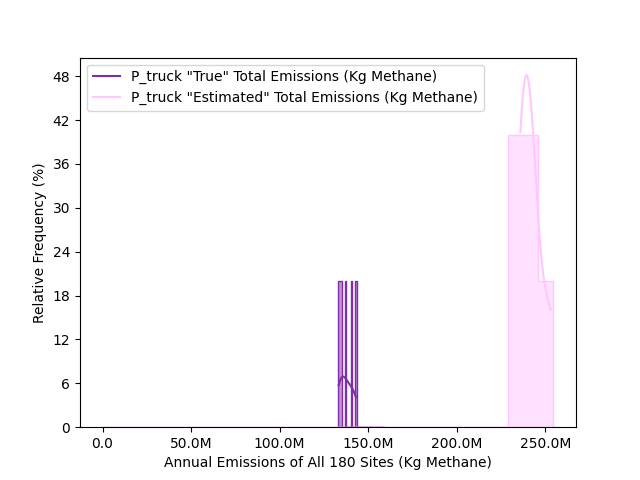 P_truck "True" Total Emissions (Kg Methane)
P_truck "Estimated" Total Emissions (Kg Methane)
48
42
36
30
24
18
12
6
0
Relative Frequency (%)
0.0 50.0M 100.0M 150.0M 200.0M 250.0M
Annual Emissions of All 180 Sites (Kg Methane)